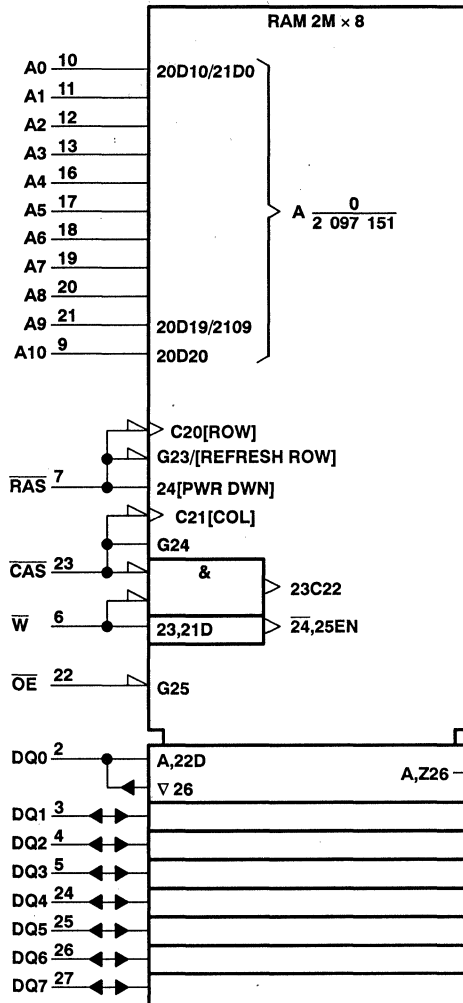 RAM 2M × 8
A0 10 20D10/21D0
A1 11
A2 12
A3 13
A4 16
A5 17
A6 18
A7 19
A8 20
A9 21 20D19/2109
A10 9 20D20
A 0
2 097 151
C20[ROW]
G23/[REFRESH ROW]
RAS 7 24[PWR DWN]
C21[COL]
G24
CAS 23 &
23C22
W 6 23,21D 24,25EN
OE 22 G25
DQ0 2 A,22D
A,Z26
∇ 26
DQ1 3
DQ2 4
DQ3 5
DQ4 24
DQ5 25
DQ6 26
DQ7 27